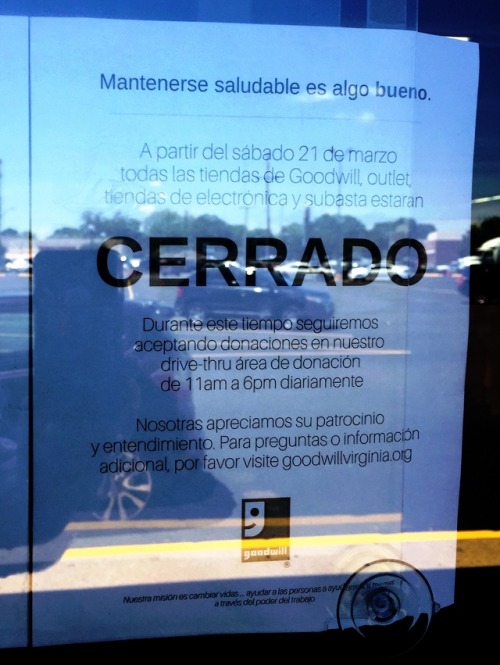 Mantenerse saludable es algo bueno.
A partir del sábado 21 de marzo
todas las tiendas de Goodwill, outlet,
tiendas de electrónica y subasta estaran
CERRADO
Durante este tiempo seguiremos
aceptando donaciones en nuestro
drive-thru área de donación
de 11am a 6pm diariamente
Nosotras apreciamos su patrocinio
y entendimiento. Para preguntas o información
adicional, por favor visite goodwillvirginia.org
g
goodwill
®
Nuestra misión es cambiar vidas... ayudar a las personas a
a través del poder del trabajo